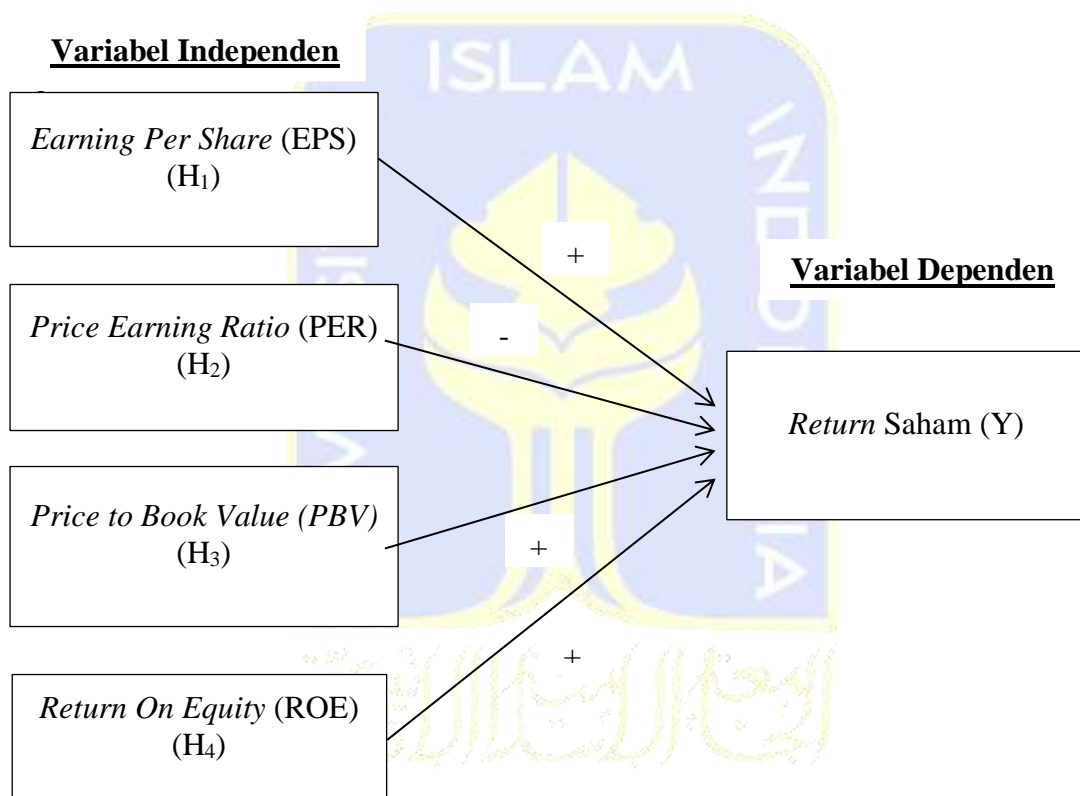 Variabel Independen
Earning Per Share (EPS)
(H₁)
+
Variabel Dependen
Price Earning Ratio (PER)
(H₂)
-
Return Saham (Y)
Price to Book Value (PBV)
(H₃)
+
+
Return On Equity (ROE)
(H₄)
ISLAM
INDONESIA